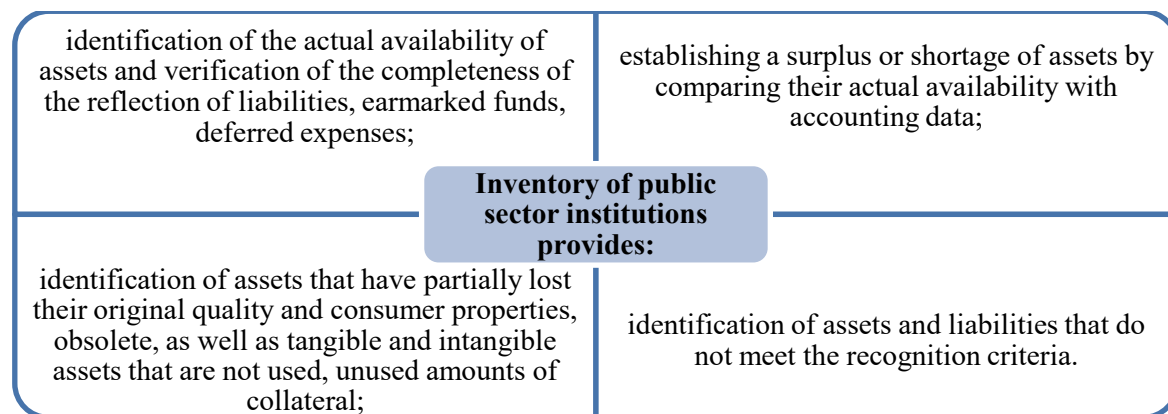 identification of the actual availability of
assets and verification of the completeness of
the reflection of liabilities, earmarked funds,
deferred expenses;
establishing a surplus or shortage of assets by
comparing their actual availability with
accounting data;
Inventory of public
sector institutions
provides:
identification of assets that have partially lost
their original quality and consumer properties,
obsolete, as well as tangible and intangible
assets that are not used, unused amounts of
collateral;
identification of assets and liabilities that do
not meet the recognition criteria.